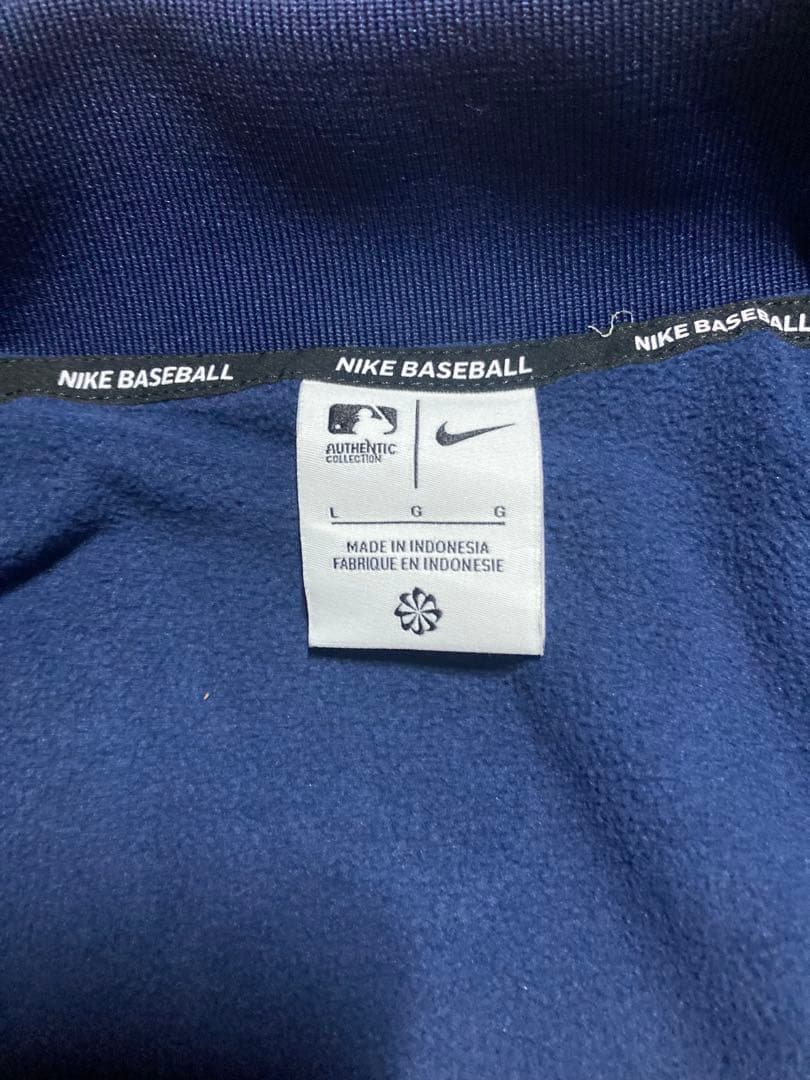 NIKE BASEBALL NIKE BASEBALL NIKE BASEBALL
AUTHENTIC
COLLECTION
L G G
MADE IN INDONESIA
FABRIQUE EN INDONESIE